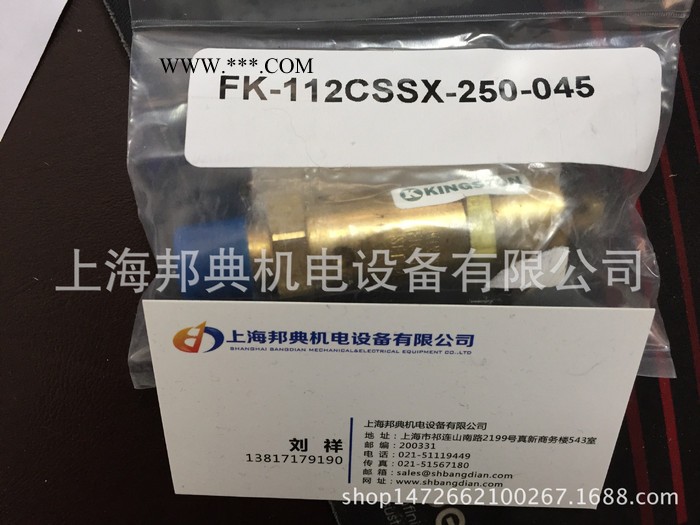 www.***.COM
FK-112CSSX-250-045
KINGSTON
上海邦典机电设备有限公司
上海邦典机电设备有限公司
SHANGHAI BANGDIAN MECHANICAL&ELECTRICAL EQUIPMENT CO.,LTD
上海邦典机电设备有限公司
地 址:上海市祁连山南路2199号真新商务楼543室
邮 编:200331
电 话:021-51119449
传 真:021-51567180
邮 箱:sales@shbangdian.com
网 址:www.shbangdian.com
刘 祥
13817179190
shop1472662100267.1688.com